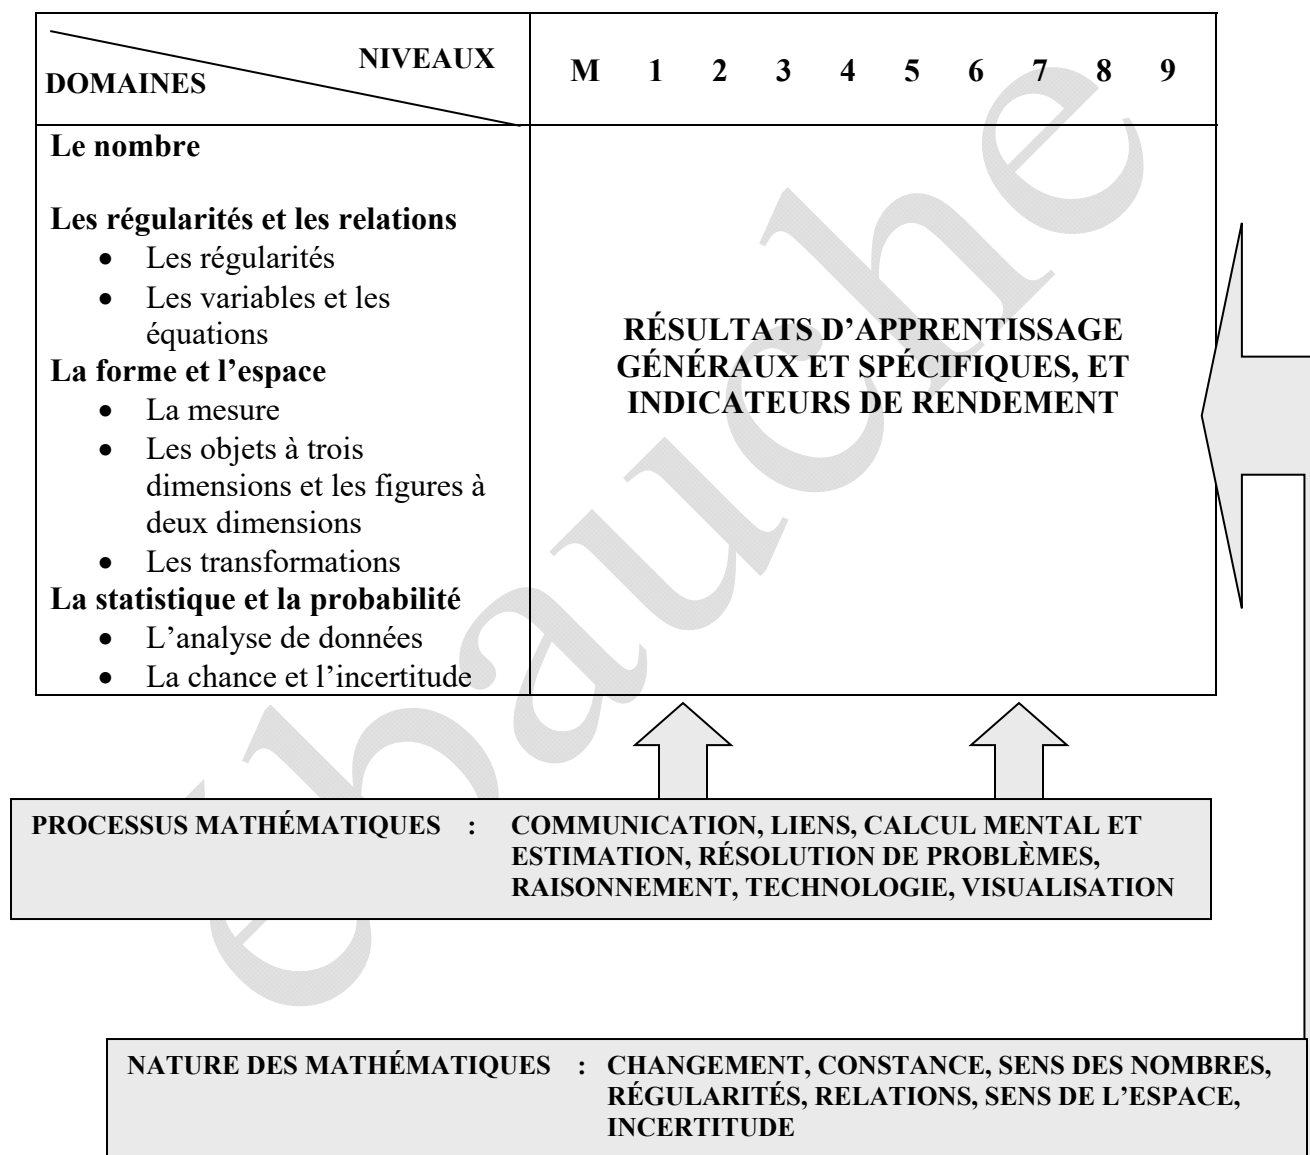 NIVEAUX
DOMAINES
M 1 2 3 4 5 6 7 8 9
Le nombre
Les régularités et les relations
• Les régularités
• Les variables et les
équations
La forme et l’espace
• La mesure
• Les objets à trois
dimensions et les figures à
deux dimensions
• Les transformations
La statistique et la probabilité
• L’analyse de données
• La chance et l’incertitude
RÉSULTATS D’APPRENTISSAGE
GÉNÉRAUX ET SPÉCIFIQUES, ET
INDICATEURS DE RENDEMENT
PROCESSUS MATHÉMATIQUES : COMMUNICATION, LIENS, CALCUL MENTAL ET
ESTIMATION, RÉSOLUTION DE PROBLÈMES,
RAISONNEMENT, TECHNOLOGIE, VISUALISATION
NATURE DES MATHÉMATIQUES : CHANGEMENT, CONSTANCE, SENS DES NOMBRES,
RÉGULARITÉS, RELATIONS, SENS DE L’ESPACE,
INCERTITUDE
ébauche